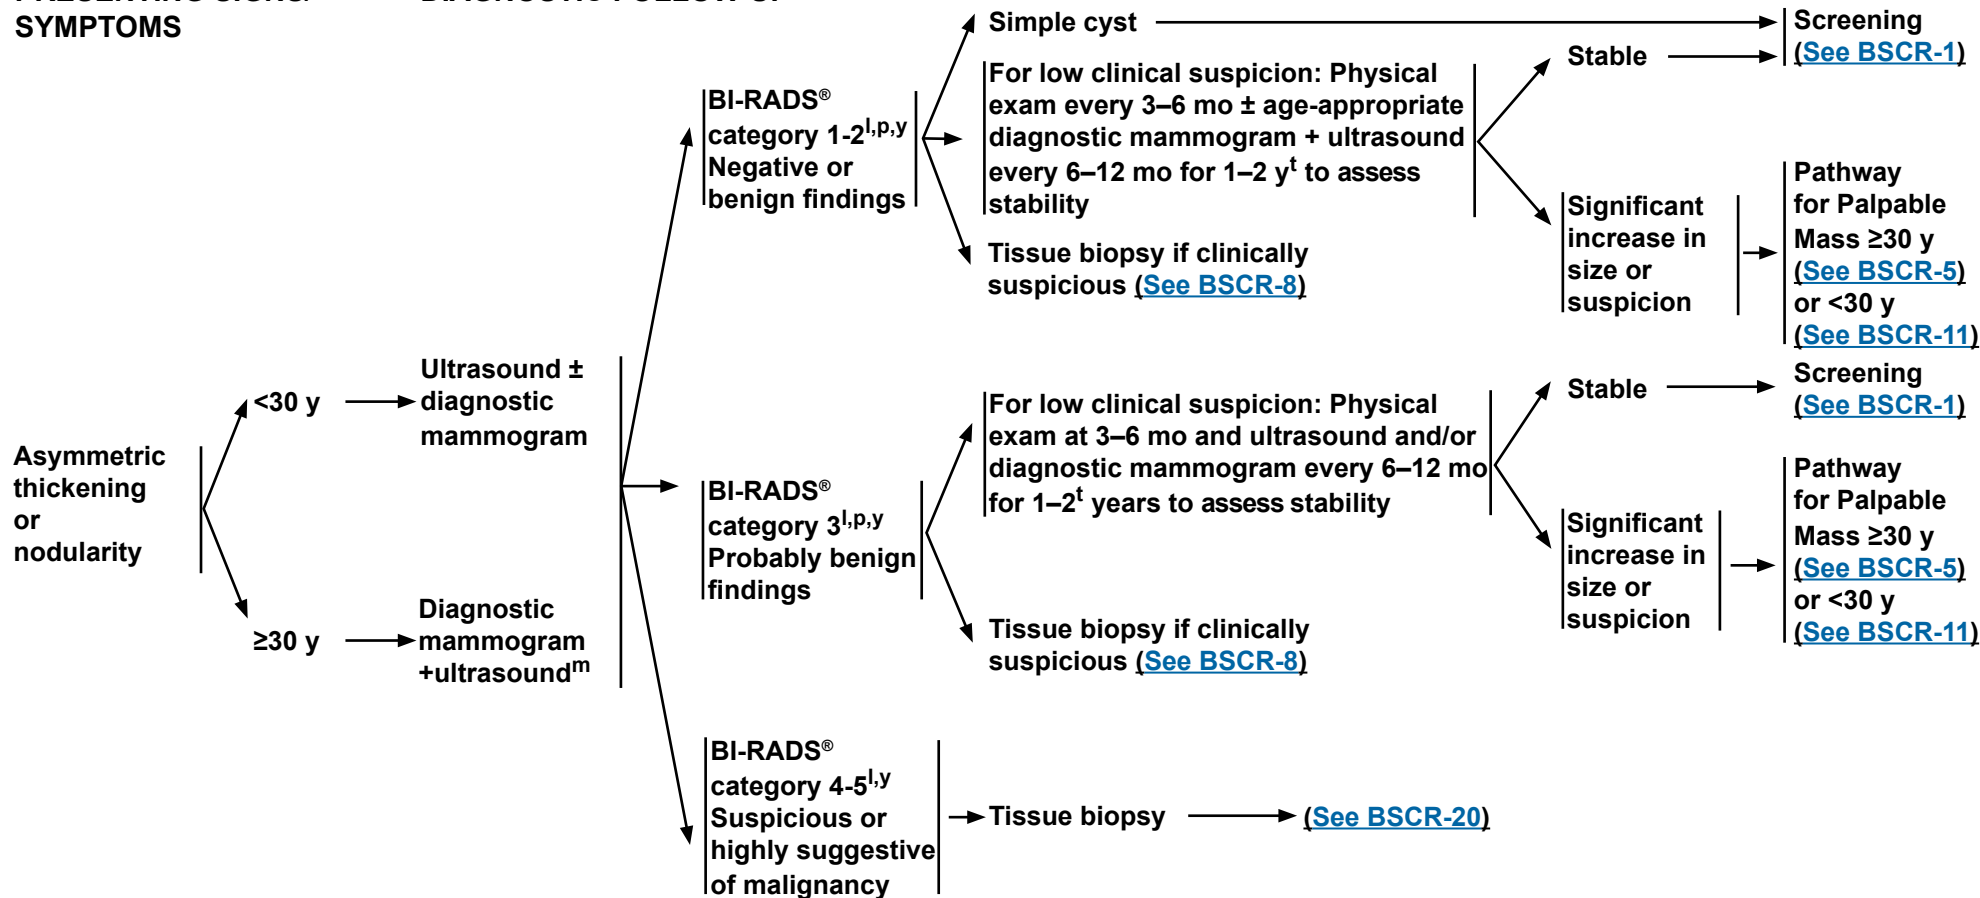 SYMPTOMS
Asymmetric
thickening
or
nodularity
<30 y
≥30 y
Ultrasound ±
diagnostic
mammogram
Diagnostic
mammogram
+ultrasoundᵐ
BI-RADS®
category 1-2ˡ,ᵖ,ʸ
Negative or
benign findings
Simple cyst
For low clinical suspicion: Physical
exam every 3–6 mo ± age-appropriate
diagnostic mammogram + ultrasound
every 6–12 mo for 1–2 yᵗ to assess
stability
Tissue biopsy if clinically
suspicious (See BSCR-8)
Stable
Significant
increase in
size or
suspicion
Screening
(See BSCR-1)
Pathway
for Palpable
Mass ≥30 y
(See BSCR-5)
or <30 y
(See BSCR-11)
BI-RADS®
category 3ˡ,ᵖ,ʸ
Probably benign
findings
For low clinical suspicion: Physical
exam at 3–6 mo and ultrasound and/or
diagnostic mammogram every 6–12 mo
for 1–2ᵗ years to assess stability
Tissue biopsy if clinically
suspicious (See BSCR-8)
Stable
Significant
increase in
size or
suspicion
Screening
(See BSCR-1)
Pathway
for Palpable
Mass ≥30 y
(See BSCR-5)
or <30 y
(See BSCR-11)
BI-RADS®
category 4-5ˡ,ʸ
Suspicious or
highly suggestive
of malignancy
Tissue biopsy
(See BSCR-20)